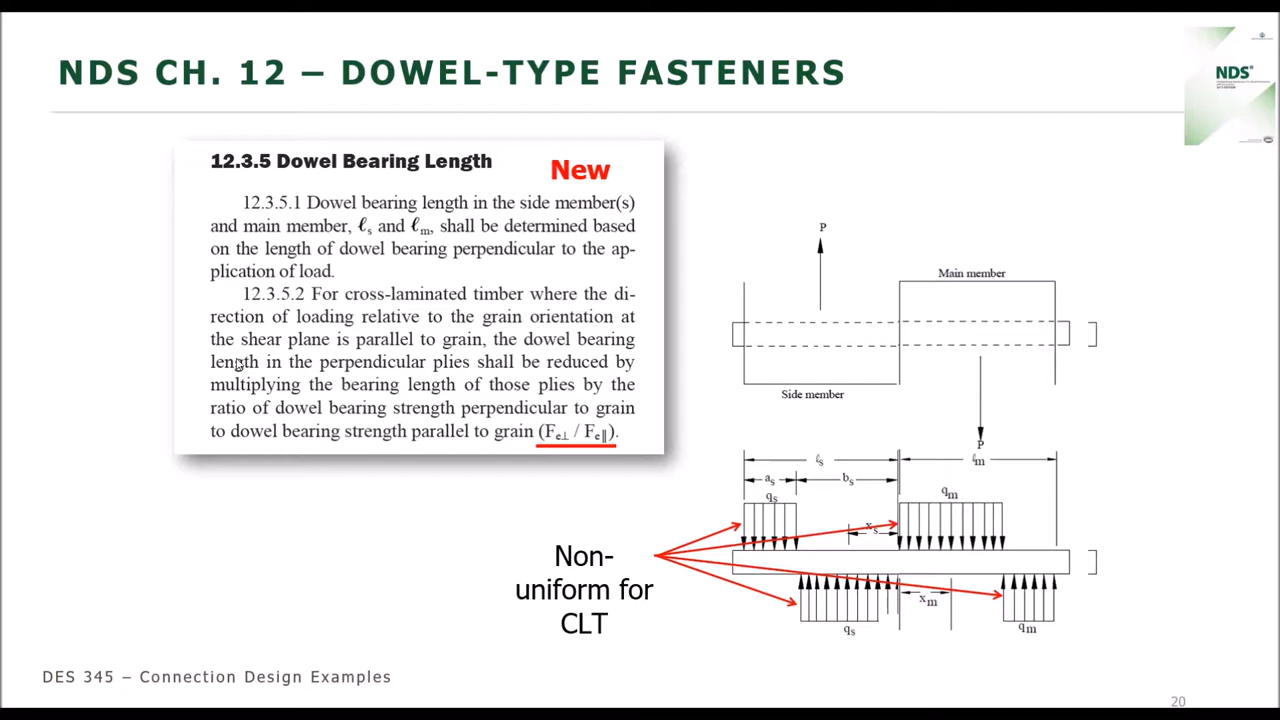 NDS CH. 12 – DOWEL-TYPE FASTENERS
NDS®
12.3.5 Dowel Bearing Length
New
12.3.5.1 Dowel bearing length in the side member(s)
and main member, ℓs and ℓm, shall be determined based
on the length of dowel bearing perpendicular to the ap-
plication of load.
12.3.5.2 For cross-laminated timber where the di-
rection of loading relative to the grain orientation at
the shear plane is parallel to grain, the dowel bearing
length in the perpendicular plies shall be reduced by
multiplying the bearing length of those plies by the
ratio of dowel bearing strength perpendicular to grain
to dowel bearing strength parallel to grain (Fe⊥ / Fe∥).
P
Main member
Side member
P
ℓs
ℓm
as
bs
qs
qm
xs
xm
qs
qm
Non-
uniform for
CLT
DES 345 – Connection Design Examples
20